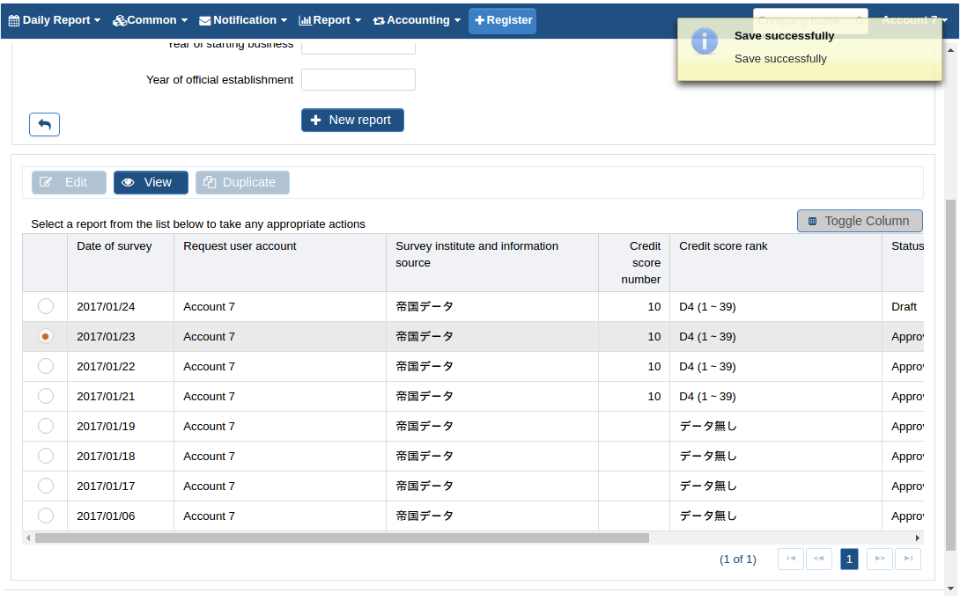 Daily Report Common Notification Report Accounting + Register Company name Account 7
Save successfully
Save successfully
Year of starting business
Year of official establishment
+ New report
Edit View Duplicate
Select a report from the list below to take any appropriate actions
Toggle Column
Date of survey Request user account Survey institute and information source Credit score number Credit score rank Status
2017/01/24 Account 7 帝国データ 10 D4 (1 ~ 39) Draft
2017/01/23 Account 7 帝国データ 10 D4 (1 ~ 39) Approv
2017/01/22 Account 7 帝国データ 10 D4 (1 ~ 39) Approv
2017/01/21 Account 7 帝国データ 10 D4 (1 ~ 39) Approv
2017/01/19 Account 7 帝国データ データ無し Approv
2017/01/18 Account 7 帝国データ データ無し Approv
2017/01/17 Account 7 帝国データ データ無し Approv
2017/01/06 Account 7 帝国データ データ無し Approv
(1 of 1) 1